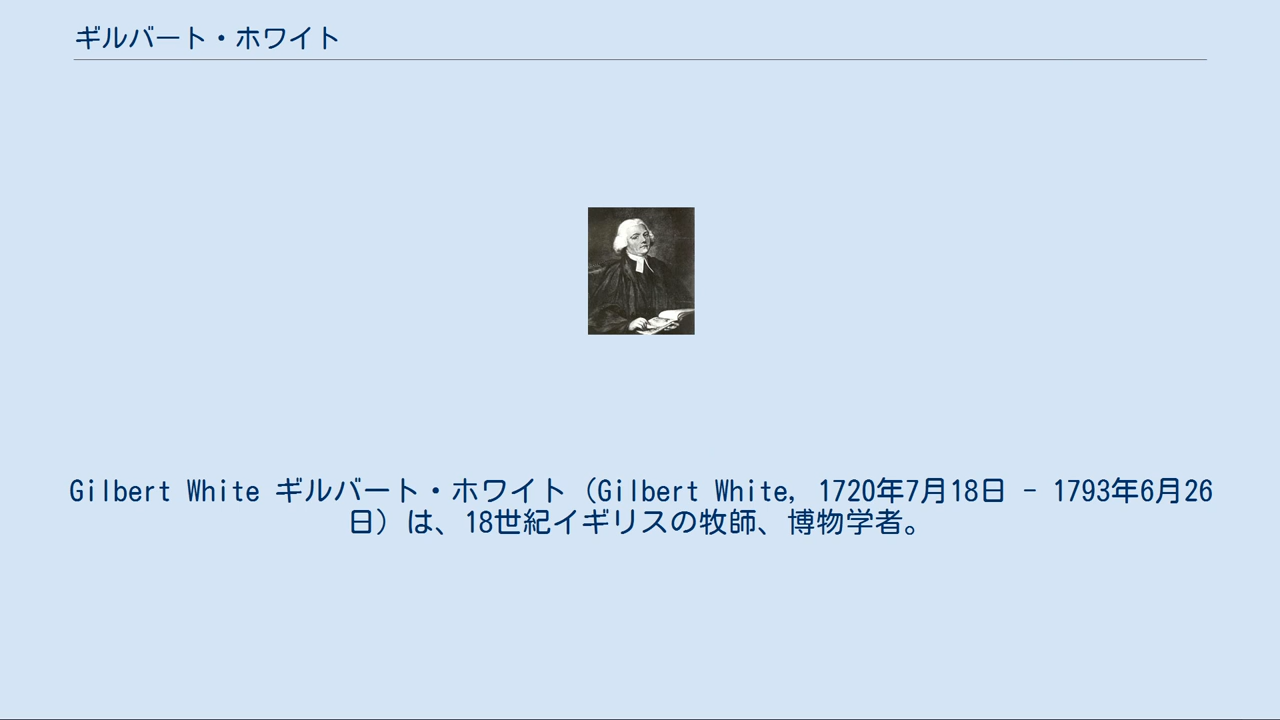 ギルバート・ホワイト
Gilbert White ギルバート・ホワイト（Gilbert White, 1720年7月18日 - 1793年6月26
日）は、18世紀イギリスの牧師、博物学者。